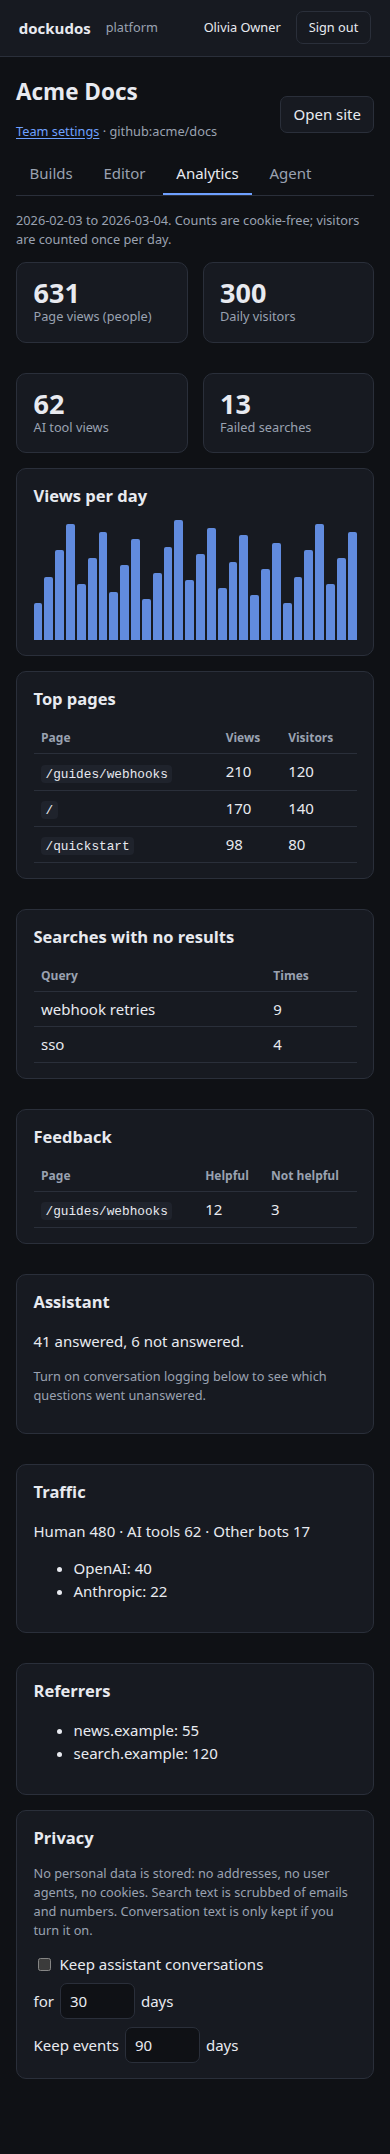 dockudos platform Olivia Owner Sign out
Acme Docs
Open site
Team settings · github:acme/docs
Builds Editor Analytics Agent
2026-02-03 to 2026-03-04. Counts are cookie-free; visitors
are counted once per day.
631 300
Page views (people) Daily visitors
62 13
AI tool views Failed searches
Views per day
Top pages
Page Views Visitors
/guides/webhooks 210 120
/ 170 140
/quickstart 98 80
Searches with no results
Query Times
webhook retries 9
sso 4
Feedback
Page Helpful Not helpful
/guides/webhooks 12 3
Assistant
41 answered, 6 not answered.
Turn on conversation logging below to see which
questions went unanswered.
Traffic
Human 480 · AI tools 62 · Other bots 17
• OpenAI: 40
• Anthropic: 22
Referrers
• news.example: 55
• search.example: 120
Privacy
No personal data is stored: no addresses, no user
agents, no cookies. Search text is scrubbed of emails
and numbers. Conversation text is only kept if you
turn it on.
Keep assistant conversations
for 30 days
Keep events 90 days